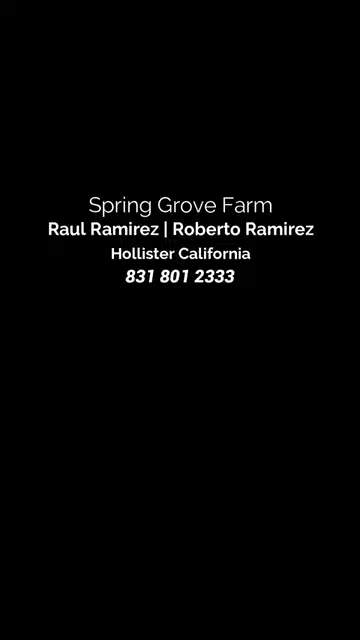 Spring Grove Farm
Raul Ramirez | Roberto Ramirez
Hollister California
831 801 2333